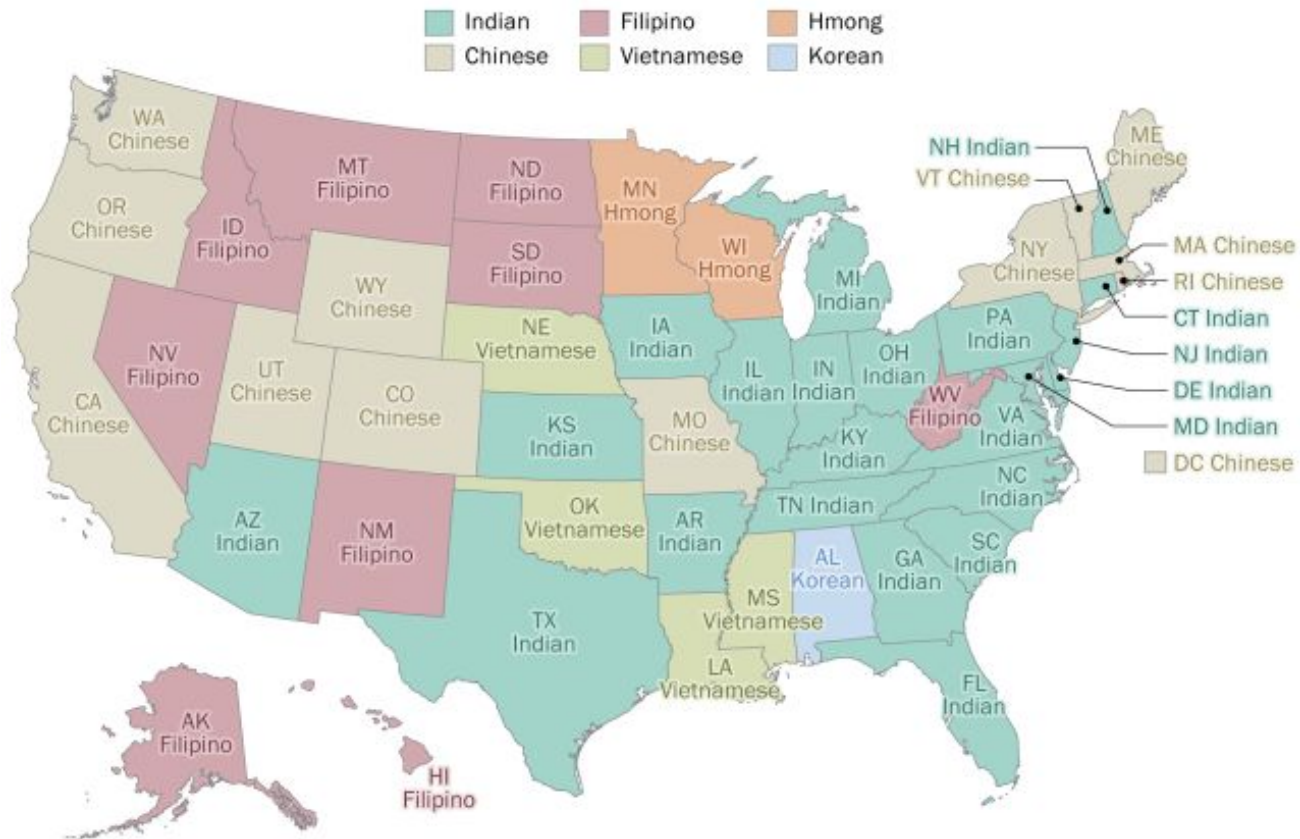 Indian
Filipino
Hmong
Chinese
Vietnamese
Korean
WA
Chinese
OR
Chinese
CA
Chinese
ID
Filipino
NV
Filipino
MT
Filipino
WY
Chinese
UT
Chinese
CO
Chinese
AZ
Indian
NM
Filipino
ND
Filipino
SD
Filipino
NE
Vietnamese
KS
Indian
OK
Vietnamese
TX
Indian
MN
Hmong
IA
Indian
MO
Chinese
AR
Indian
LA
Vietnamese
WI
Hmong
IL
Indian
MI
Indian
IN
Indian
OH
Indian
KY
Indian
TN Indian
MS
Vietnamese
AL
Korean
GA
Indian
FL
Indian
SC
Indian
NC
Indian
VA
Indian
WV
Filipino
PA
Indian
NY
Chinese
ME
Chinese
NH Indian
VT Chinese
MA Chinese
RI Chinese
CT Indian
NJ Indian
DE Indian
MD Indian
DC Chinese
AK
Filipino
HI
Filipino